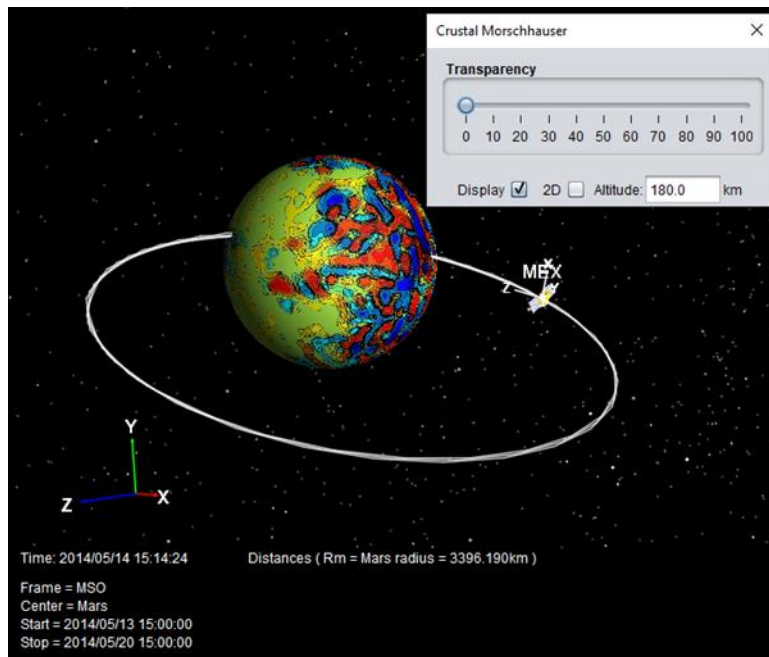 Crustal Morschhauser
Transparency
0 10 20 30 40 50 60 70 80 90 100
Display 2D Altitude: 180.0 km
X
MEX
Z Y
Y
Z X
Time: 2014/05/14 15:14:24 Distances ( Rm = Mars radius = 3396.190km )
Frame = MSO
Center = Mars
Start = 2014/05/13 15:00:00
Stop = 2014/05/20 15:00:00